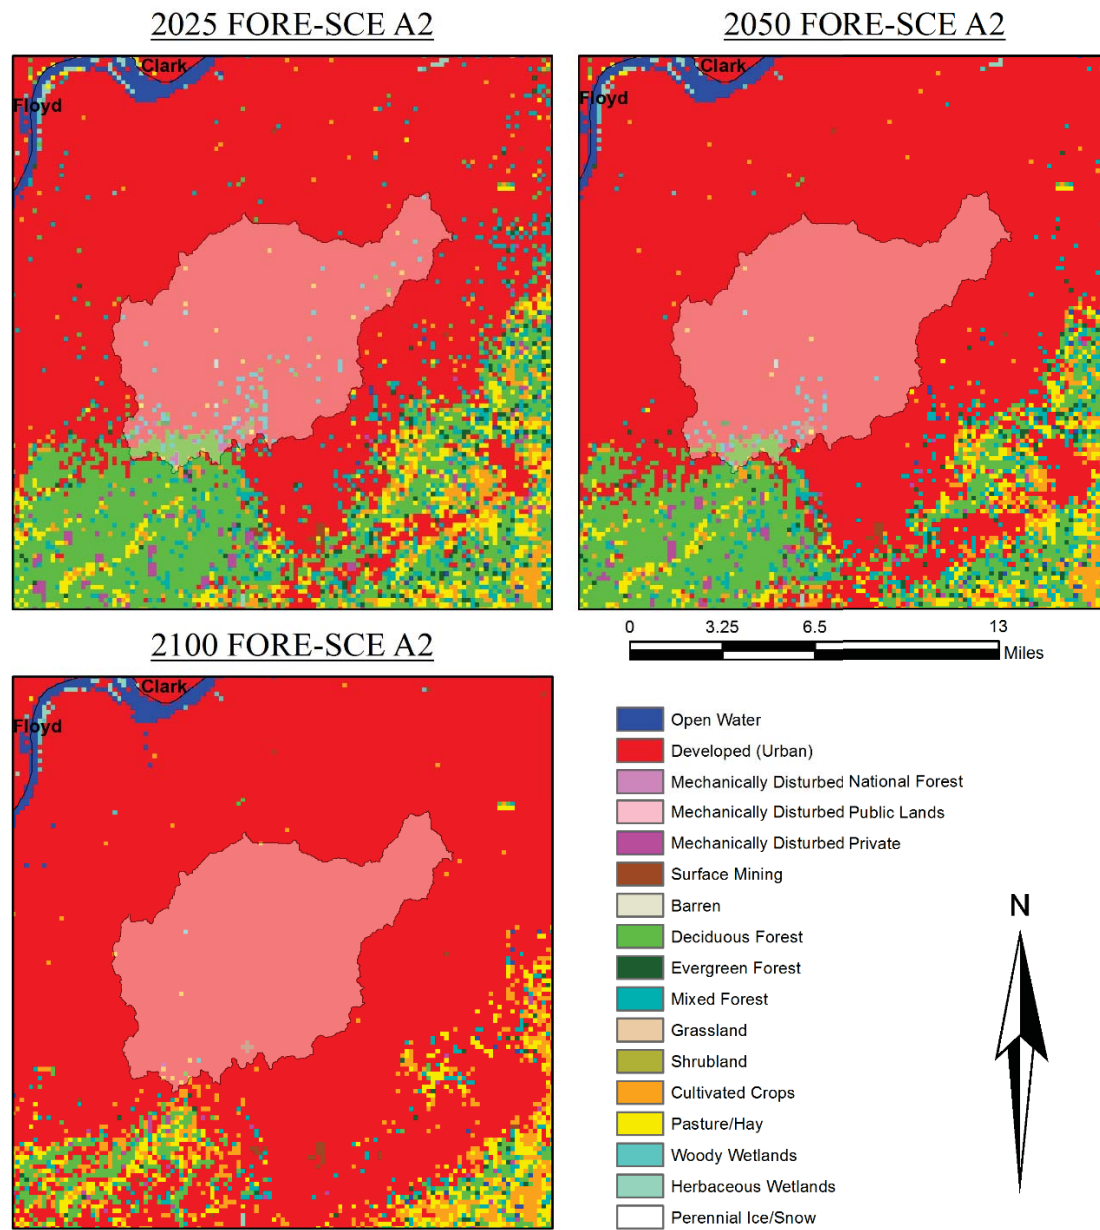 2025 FORE-SCE A2
2050 FORE-SCE A2
Clark
Floyd
Clark
Floyd
0 3.25 6.5 13
Miles
2100 FORE-SCE A2
Clark
Floyd
Open Water
Developed (Urban)
Mechanically Disturbed National Forest
Mechanically Disturbed Public Lands
Mechanically Disturbed Private
Surface Mining
Barren
Deciduous Forest
Evergreen Forest
Mixed Forest
Grassland
Shrubland
Cultivated Crops
Pasture/Hay
Woody Wetlands
Herbaceous Wetlands
Perennial Ice/Snow
N